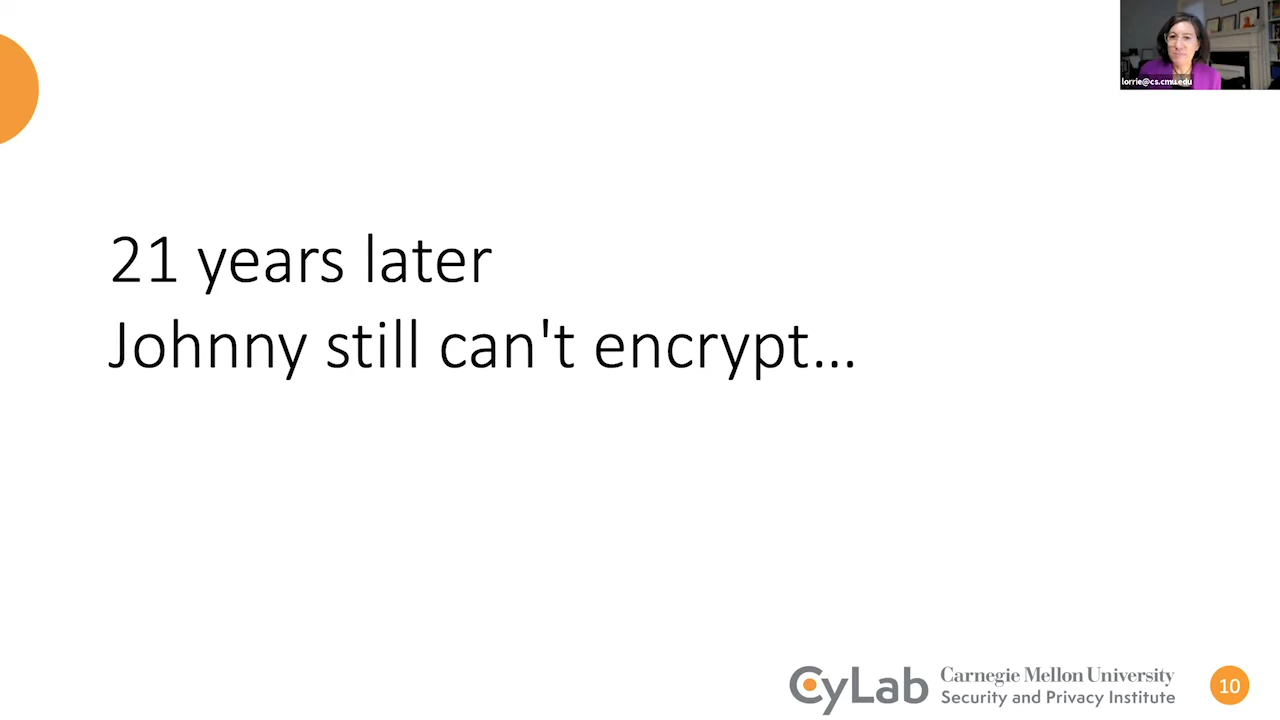 lorrie@cs.cmu.edu
21 years later
Johnny still can't encrypt...
CyLab
Carnegie Mellon University
Security and Privacy Institute
10